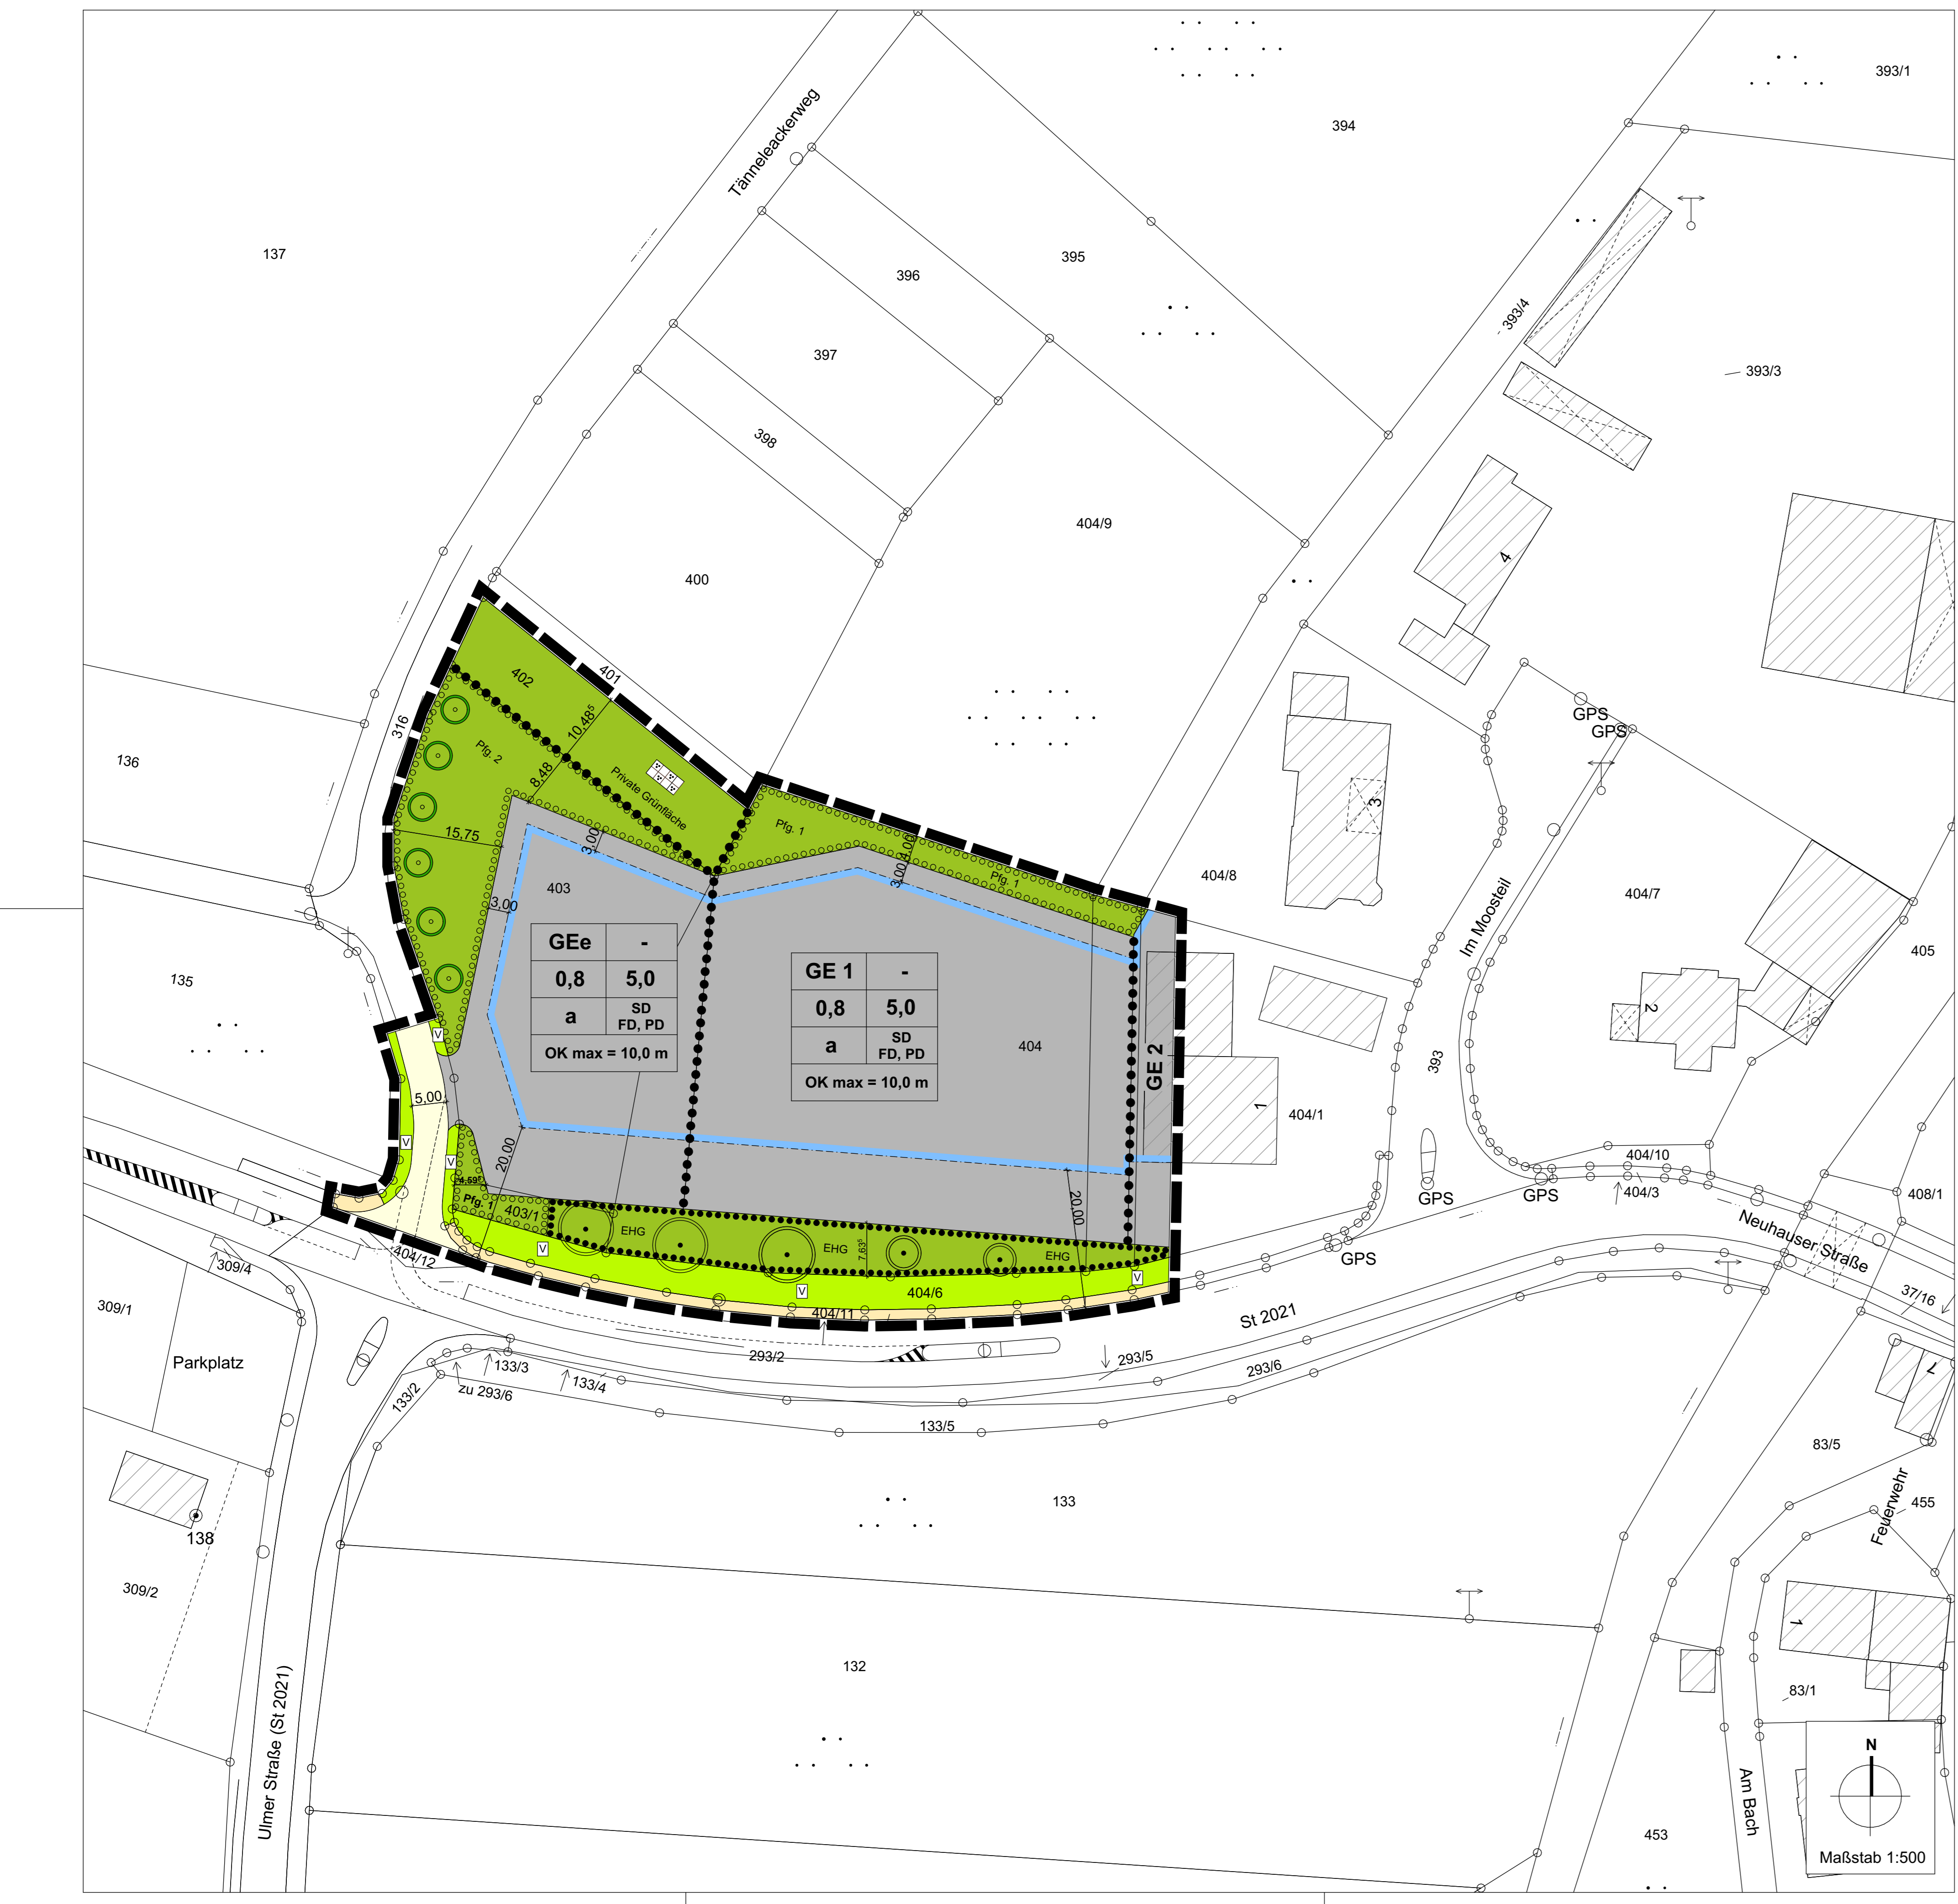 393/1
394
Tänneleackerweg
137
395
396
393/4
397
393/3
398
404/9
4
400
401
402
316
GPS
GPS
136
10.48⁵
Pfg. 2
8,48
Private Grünfläche
3
15,75
3,00
Pfg. 1
3,00
Pfg. 1
404/8
403
3,00
404/7
Im Moosteil
405
135
GEe
-
0,8
5,0
a
SD
FD, PD
OK max = 10,0 m
GE 1
-
0,8
5,0
a
SD
FD, PD
OK max = 10,0 m
404
GE 2
V
393
2
5,00
1
404/1
V
V
20,00
404/10
404/3
GPS
GPS
408/1
Pfg. 1
403/1
20,00
EHG
EHG
7.63⁵
EHG
Neuhauser Straße
GPS
V
V
V
404/12
309/4
404/6
404/11
37/16
309/1
St 2021
Parkplatz
293/2
293/5
293/6
133/3
133/4
zu 293/6
133/2
133/5
7
83/5
133
Feuerwehr
455
138
309/2
1
132
83/1
Ulmer Straße (St 2021)
Am Bach
453
N
Maßstab 1:500